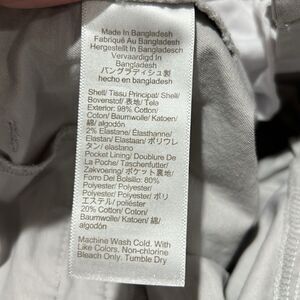 Made In Bangladesh
Fabriqué Au Bangladesh
Hergestellt In Bangladesch
Vervaardigd in
Bangladesh
バングラディシュ製
hecho en bangladesh
Shell/ Tissu Principal/ Shell/
Bovenstof/ 表地/ Tela
Exterior: 98% Cotton/
Coton/ Baumwolle/ Katoen/
綿/ algodón
2% Elastane/ Élasthanne/
Elastan/ Elastaan/ ポリウレ
タン/ elastano
Pocket Lining/ Doublure De
La Poche/ Taschenfutter/
Zakvoering/ ポケット裏地/
Forro Del Bolsillo: 80%
Polyester/ Polyester/
Polyester/ Polyester/ ポリ
エステル/ poliéster
20% Cotton/ Coton/
Baumwolle/ Katoen/ 綿/
algodón
Machine Wash Cold. With
Like Colors. Non-chlorine
Bleach Only. Tumble Dry